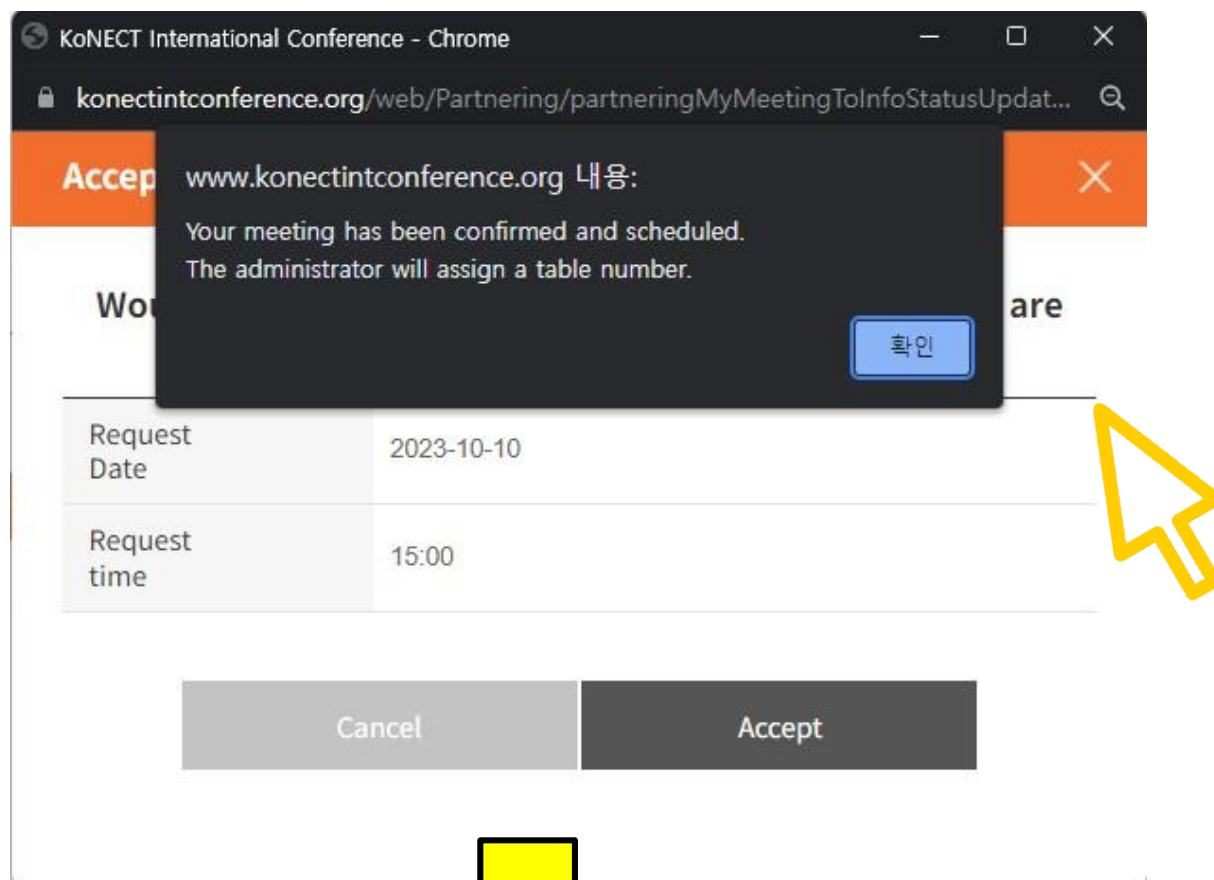 KoNECT International Conference - Chrome
konectintconference.org/web/Partnering/partneringMyMeetingToInfoStatusUpdat...
Accep
www.konectintconference.org 내용:
Your meeting has been confirmed and scheduled.
The administrator will assign a table number.
Wou are
확인
Request
Date
2023-10-10
Request
time
15:00
Cancel
Accept